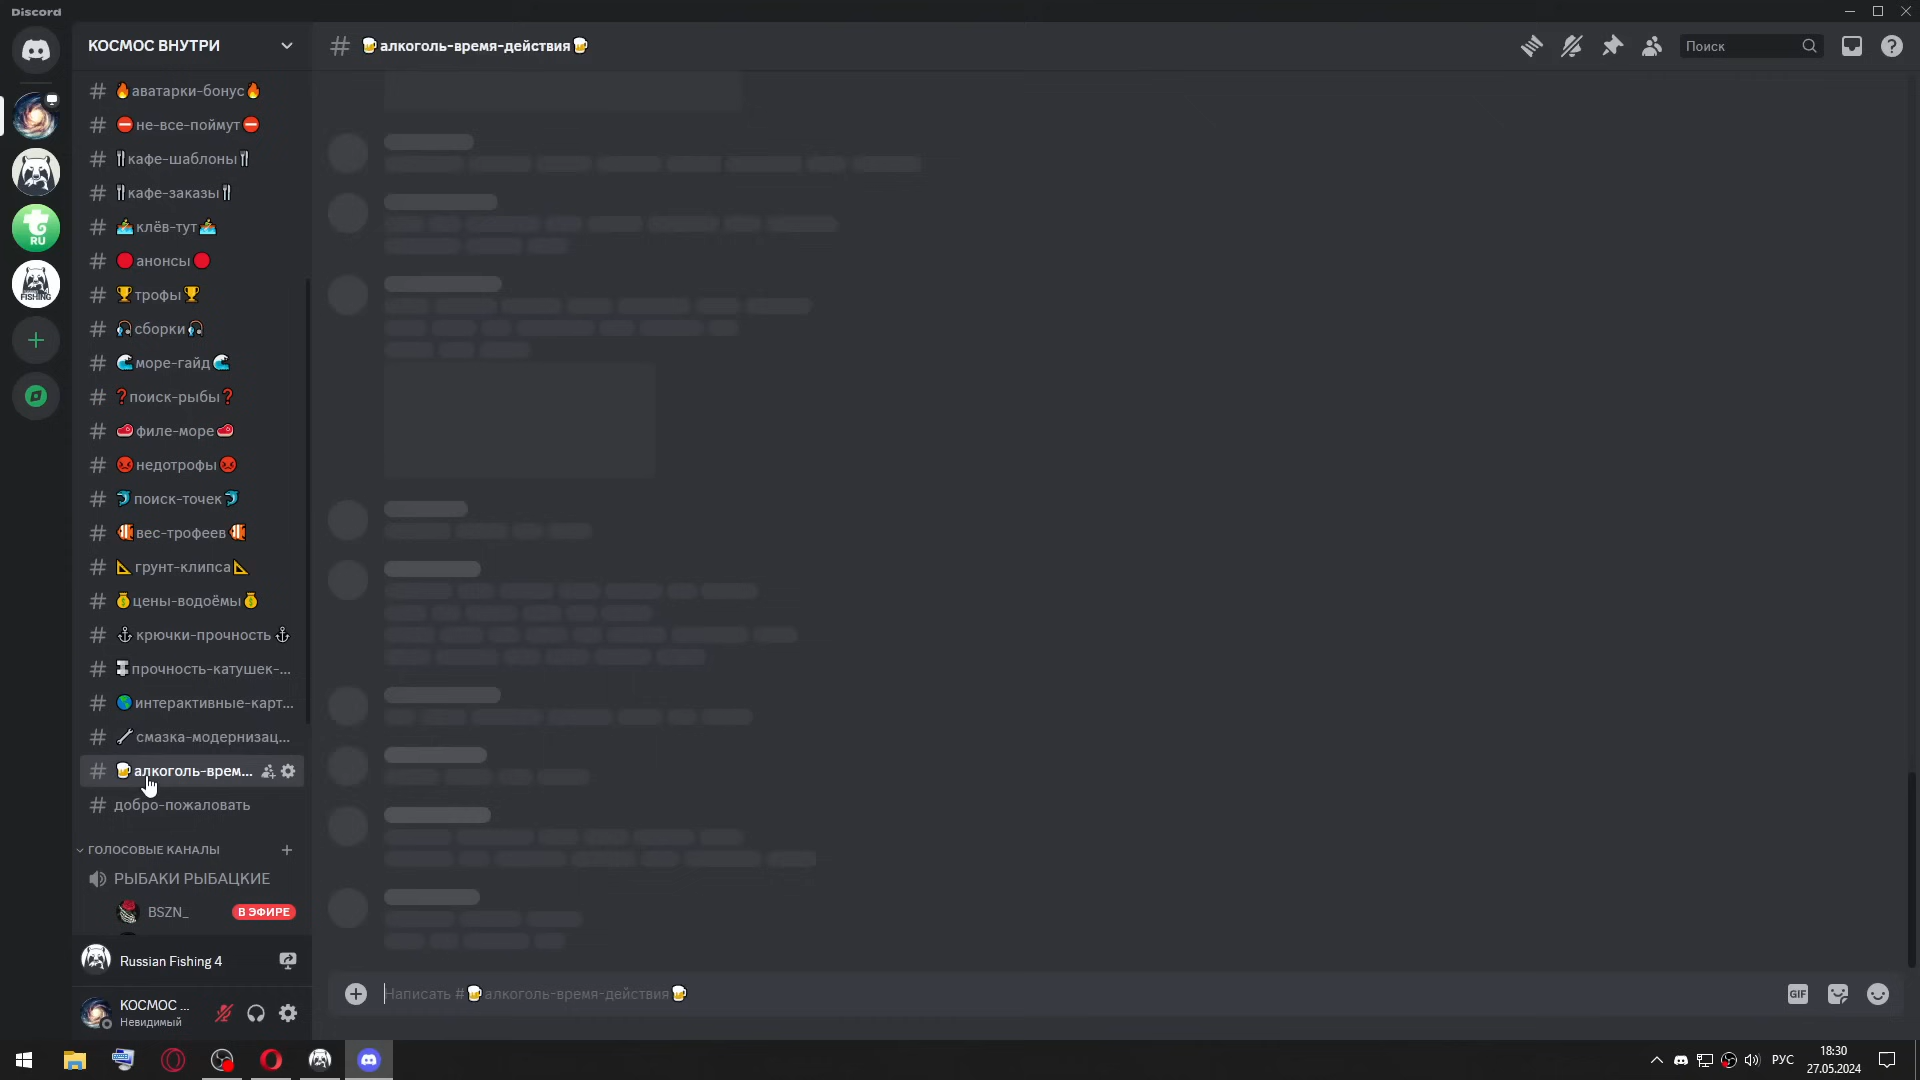 Discord
КОСМОС ВНУТРИ
🍺алкоголь-время-действия🍺
Поиск
🔥аватарки-бонус🔥
⛔не-все-поймут⛔
🍴кафе-шаблоны🍴
🍴кафе-заказы🍴
🚣клёв-тут🚣
🔴анонсы🔴
🏆трофы🏆
🎧сборки🎧
🌊море-гайд🌊
❓поиск-рыбы❓
🥩филе-море🥩
😡недотрофы😡
🐬поиск-точек🐬
🐠вес-трофеев🐠
📐грунт-клипса📐
💰цены-водоёмы💰
⚓крючки-прочность⚓
прочность-катушек-...
🌎интерактивные-карт...
🔧смазка-модернизац...
🍺алкоголь-врем...
добро-пожаловать
ГОЛОСОВЫЕ КАНАЛЫ
РЫБАКИ РЫБАЦКИЕ
BSZN_ В ЭФИРЕ
RU
FISHING
Russian Fishing 4
КОСМОС ...
Невидимый
Написать #🍺алкоголь-время-действия🍺
GIF
РУС
18:30
27.05.2024